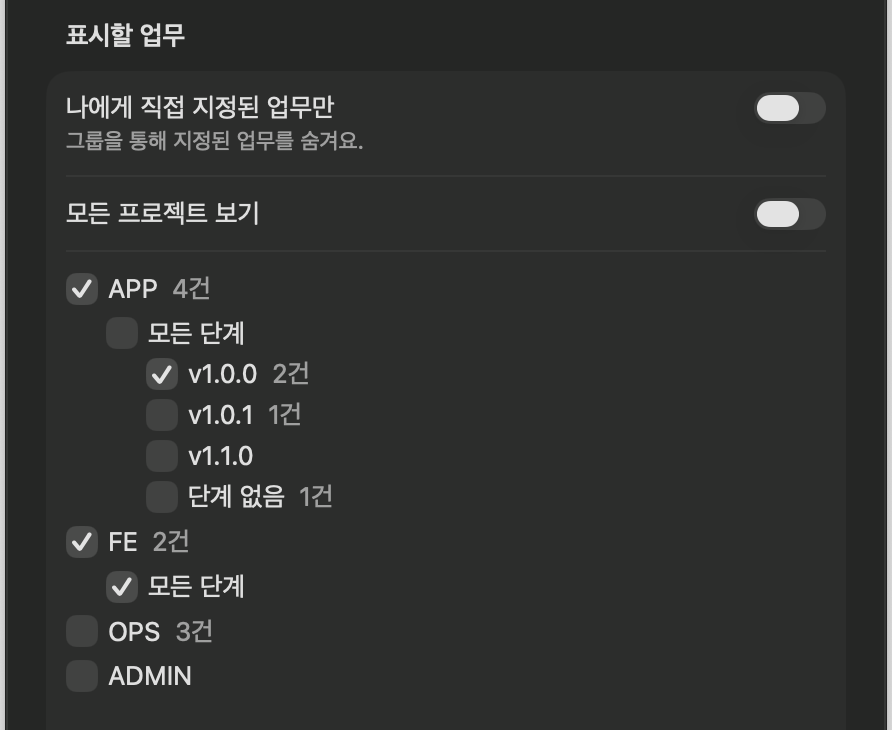 표시할 업무
나에게 직접 지정된 업무만
그룹을 통해 지정된 업무를 숨겨요.
모든 프로젝트 보기
APP 4건
모든 단계
v1.0.0 2건
v1.0.1 1건
v1.1.0
단계 없음 1건
FE 2건
모든 단계
OPS 3건
ADMIN